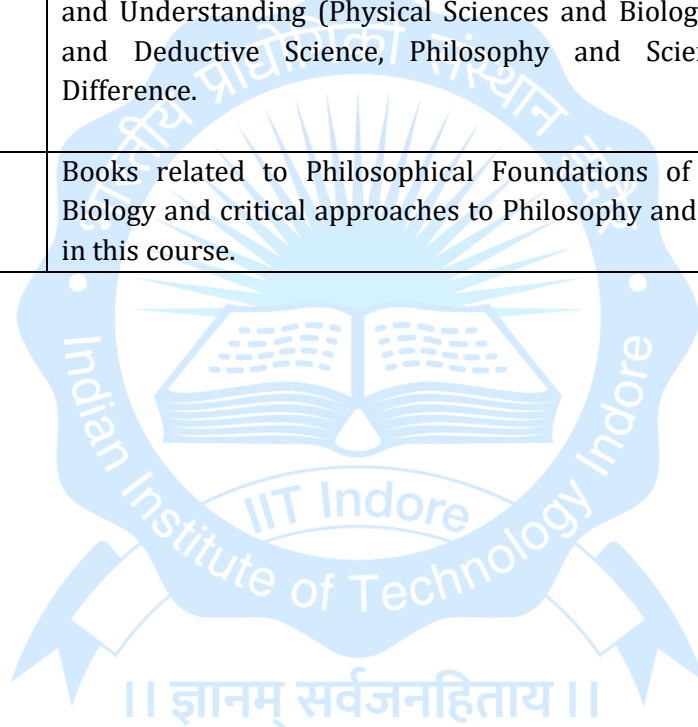 and Understanding (Physical Sciences and Biolog
and Deductive Science, Philosophy and Scie
Difference.
Books related to Philosophical Foundations of
Biology and critical approaches to Philosophy and
in this course.
भारतीय प्रौद्योगिकी संस्थान इंदौर
Indian Institute of Technology Indore
IIT Indore
।। ज्ञानम् सर्वजनहिताय ।।